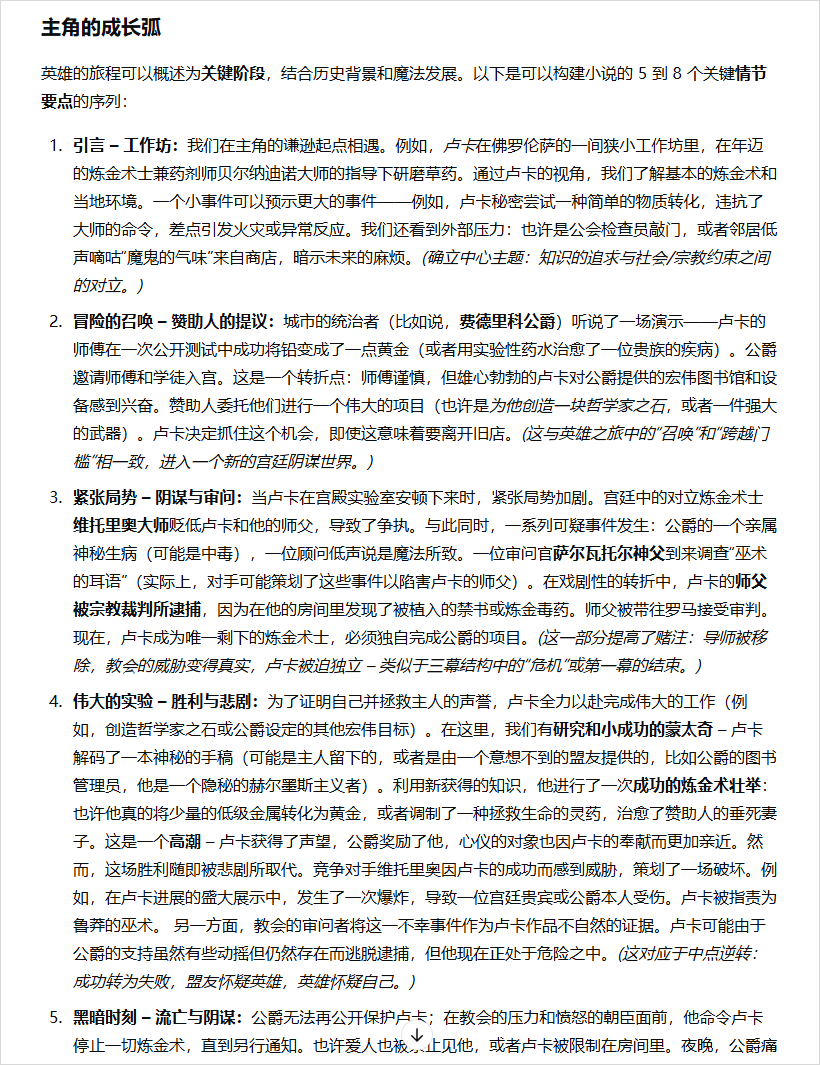 主角的成长弧
英雄的旅程可以概述为关键阶段，结合历史背景和魔法发展。以下是可以构建小说的 5 到 8 个关键情节
要点的序列：
1. 引言 – 工作坊：我们在主角的谦逊起点相遇。例如，卢卡在佛罗伦萨的一间狭小工作坊里，在年迈
的炼金术士兼药剂师贝尔纳迪诺大师的指导下研磨草药。通过卢卡的视角，我们了解基本的炼金术和
当地环境。一个小事件可以预示更大的事件——例如，卢卡秘密尝试一种简单的物质转化，违抗了
大师的命令，差点引发火灾或异常反应。我们还看到外部压力：也许是公会检查员敲门，或者邻居低
声嘀咕“魔鬼的气味”来自商店，暗示未来的麻烦。(确立中心主题：知识的追求与社会/宗教约束之间
的对立。)
2. 冒险的召唤 – 赞助人的提议：城市的统治者（比如说，费德里科公爵）听说了一场演示——卢卡的
师傅在一次公开测试中成功将铅变成了一点黄金（或者用实验性药水治愈了一位贵族的疾病）。公爵
邀请师傅和学徒入宫。这是一个转折点：师傅谨慎，但雄心勃勃的卢卡对公爵提供的宏伟图书馆和设
备感到兴奋。赞助人委托他们进行一个伟大的项目（也许是为他创造一块哲学家之石，或者一件强大
的武器）。卢卡决定抓住这个机会，即使这意味着要离开旧店。(这与英雄之旅中的“召唤”和“跨越门
槛”相一致，进入一个新的宫廷阴谋世界。)
3. 紧张局势 – 阴谋与审问：当卢卡在宫殿实验室安顿下来时，紧张局势加剧。宫廷中的对立炼金术士
维托里奥大师贬低卢卡和他的师父，导致了争执。与此同时，一系列可疑事件发生：公爵的一个亲属
神秘生病（可能是中毒），一位顾问低声说是魔法所致。一位审问官萨尔瓦托尔神父到来调查“巫术
的耳语”（实际上，对手可能策划了这些事件以陷害卢卡的师父）。在戏剧性的转折中，卢卡的师父
被宗教裁判所逮捕，因为在他的房间里发现了被植入的禁书或炼金毒药。师父被带往罗马接受审判。
现在，卢卡成为唯一剩下的炼金术士，必须独自完成公爵的项目。(这一部分提高了赌注：导师被移
除，教会的威胁变得真实，卢卡被迫独立 – 类似于三幕结构中的“危机”或第一幕的结束。)
4. 伟大的实验 – 胜利与悲剧：为了证明自己并拯救主人的声誉，卢卡全力以赴完成伟大的工作（例
如，创造哲学家之石或公爵设定的其他宏伟目标）。在这里，我们有研究和小成功的蒙太奇 – 卢卡
解码了一本神秘的手稿（可能是主人留下的，或者是由一个意想不到的盟友提供的，比如公爵的图书
管理员，他是一个隐秘的赫尔墨斯主义者）。利用新获得的知识，他进行了一次成功的炼金术壮举：
也许他真的将少量的低级金属转化为黄金，或者调制了一种拯救生命的灵药，治愈了赞助人的垂死妻
子。这是一个高潮 – 卢卡获得了声望，公爵奖励了他，心仪的对象也因卢卡的奉献而更加亲近。然
而，这场胜利随即被悲剧所取代。竞争对手维托里奥因卢卡的成功而感到威胁，策划了一场破坏。例
如，在卢卡进展的盛大展示中，发生了一次爆炸，导致一位宫廷贵宾或公爵本人受伤。卢卡被指责为
鲁莽的巫术。 另一方面，教会的审问者将这一不幸事件作为卢卡作品不自然的证据。卢卡可能由于
公爵的支持虽然有些动摇但仍然存在而逃脱逮捕，但他现在正处于危险之中。(这对应于中点逆转：
成功转为失败，盟友怀疑英雄，英雄怀疑自己。)
5. 黑暗时刻 – 流亡与阴谋：公爵无法再公开保护卢卡；在教会的压力和愤怒的朝臣面前，他命令卢卡
停止一切炼金术，直到另行通知。也许爱人也被禁止见他，或者卢卡被限制在房间里。夜晚，公爵痛